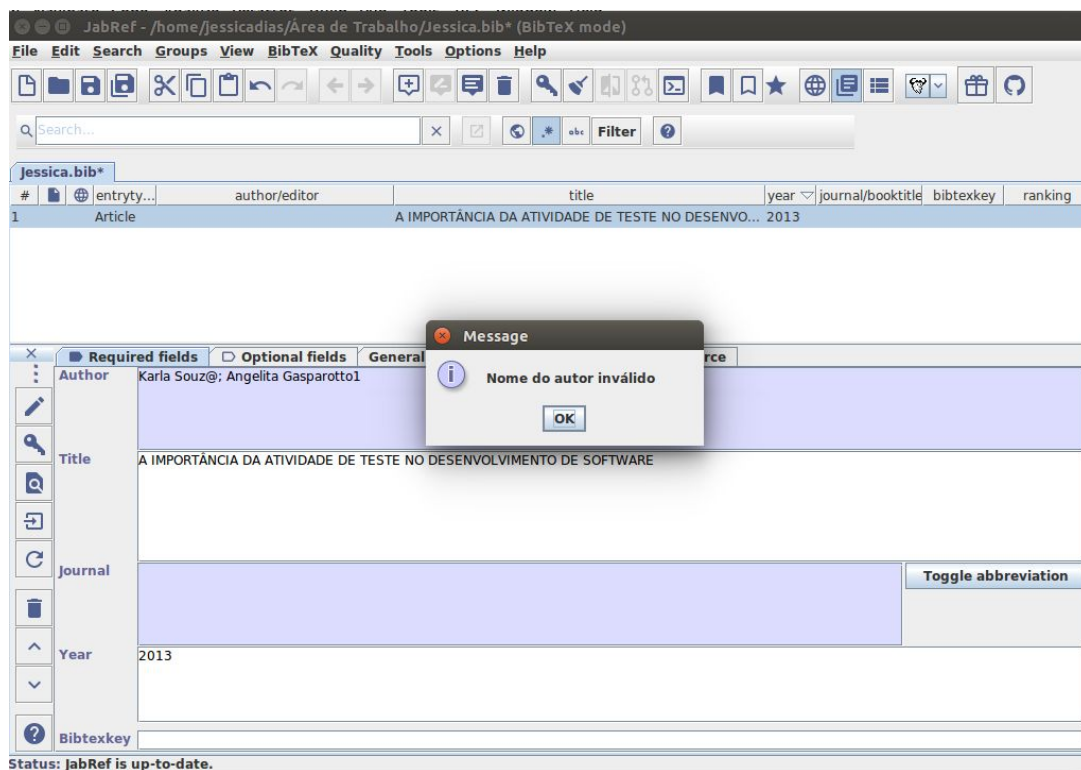 JabRef - /home/jessicadias/Área de Trabalho/Jessica.bib* (BibTeX mode)
File Edit Search Groups View BibTeX Quality Tools Options Help
Search... abc Filter
Jessica.bib*
# entryty... author/editor title year journal/booktitle bibtexkey ranking
1 Article A IMPORTÂNCIA DA ATIVIDADE DE TESTE NO DESENVO... 2013
Message
Nome do autor inválido
OK
Required fields Optional fields General rce
Author Karla Souz@; Angelita Gasparotto1
Title A IMPORTÂNCIA DA ATIVIDADE DE TESTE NO DESENVOLVIMENTO DE SOFTWARE
Journal Toggle abbreviation
Year 2013
Bibtexkey
Status: JabRef is up-to-date.